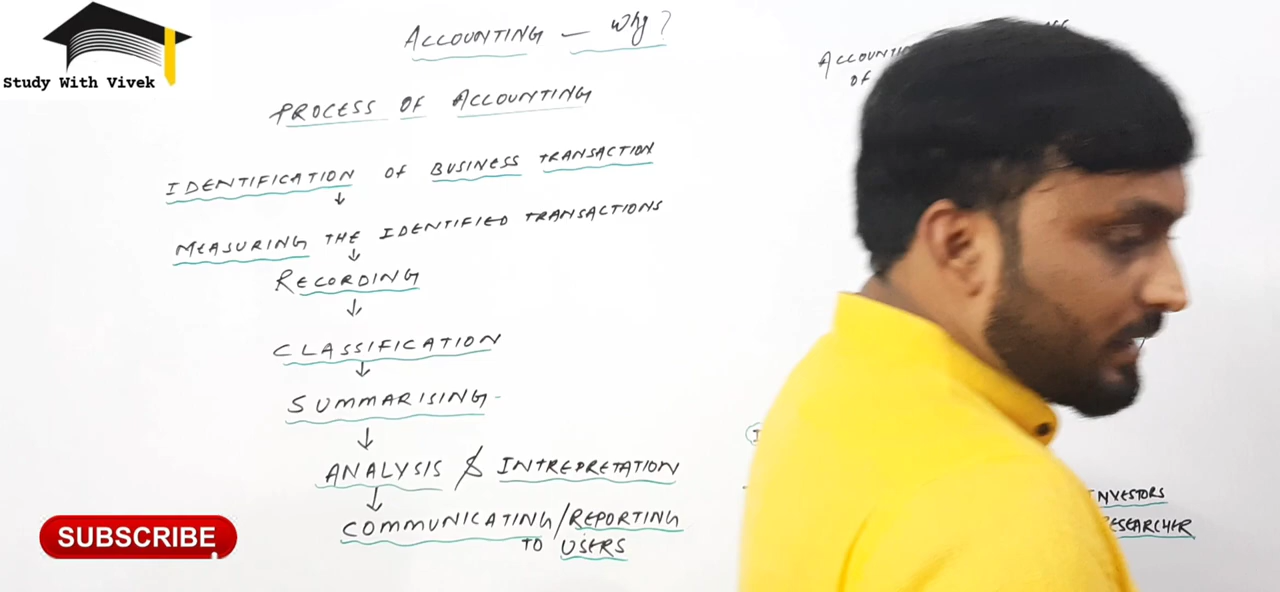 Study With Vivek
ACCOUNTING — Why?
PROCESS OF ACCOUNTING
IDENTIFICATION of BUSINESS TRANSACTION
↓
MEASURING THE IDENTIFIED TRANSACTIONS
↓
RECORDING
↓
CLASSIFICATION
↓
SUMMARISING
↓
ANALYSIS & INTREPRETATION
↓
COMMUNICATING/REPORTING
TO USERS
OF
SUBSCRIBE